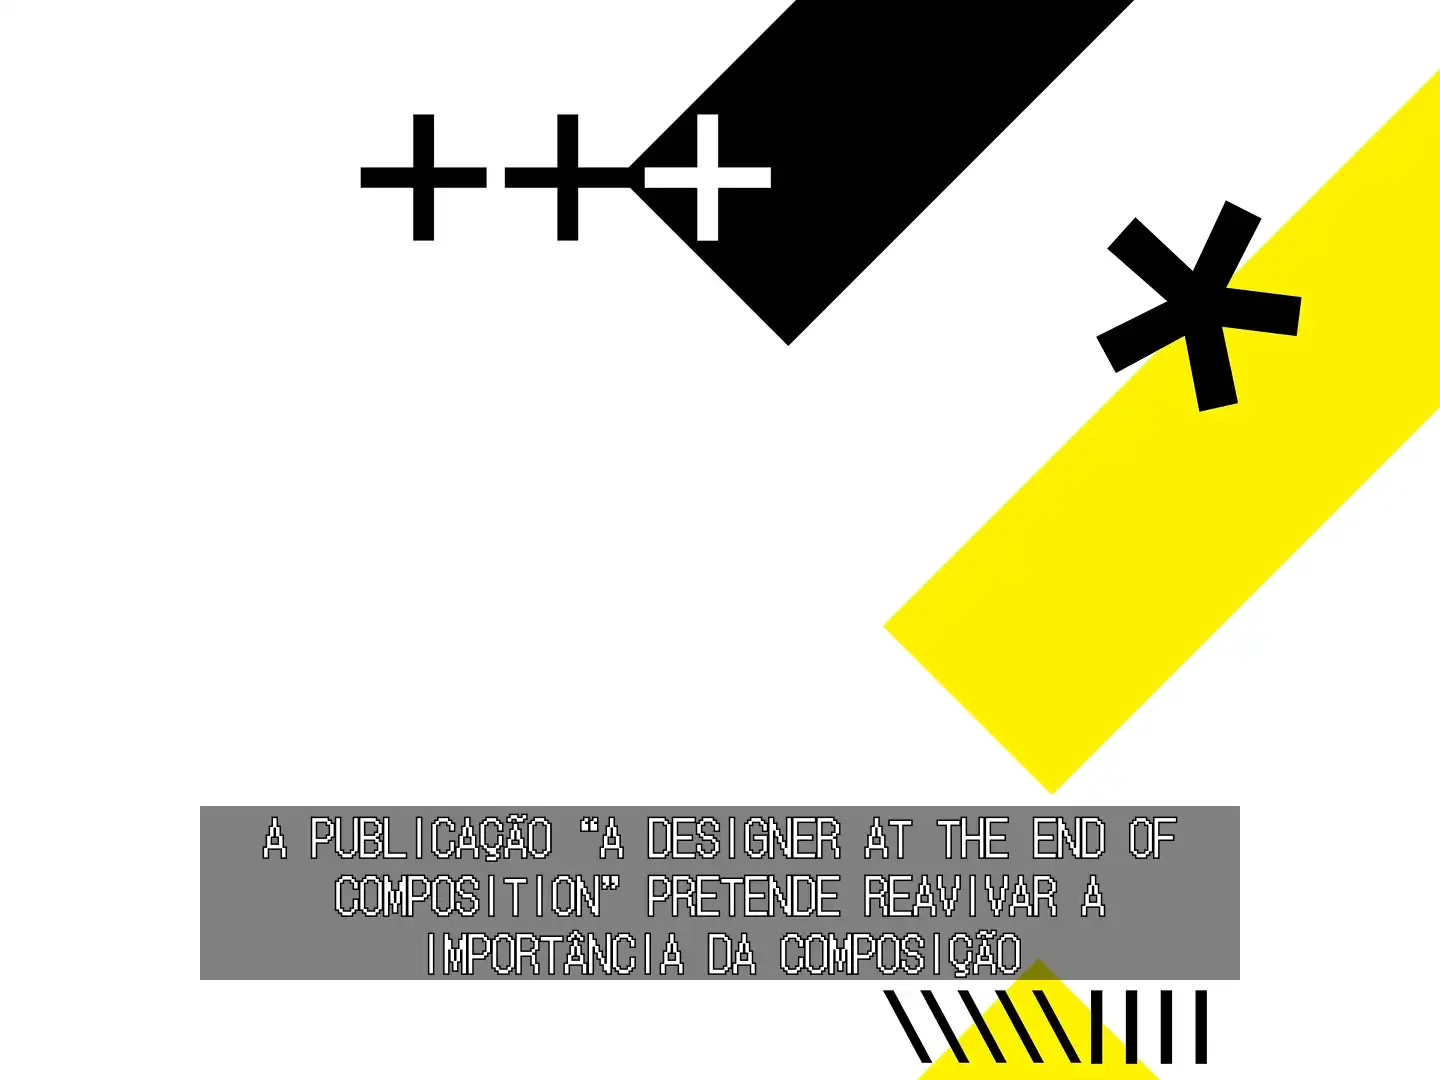 +++
*
A PUBLICAÇÃO “A DESIGNER AT THE END OF
COMPOSITION” PRETENDE REAVIVAR A
IMPORTÂNCIA DA COMPOSIÇÃO
\\\\\||||